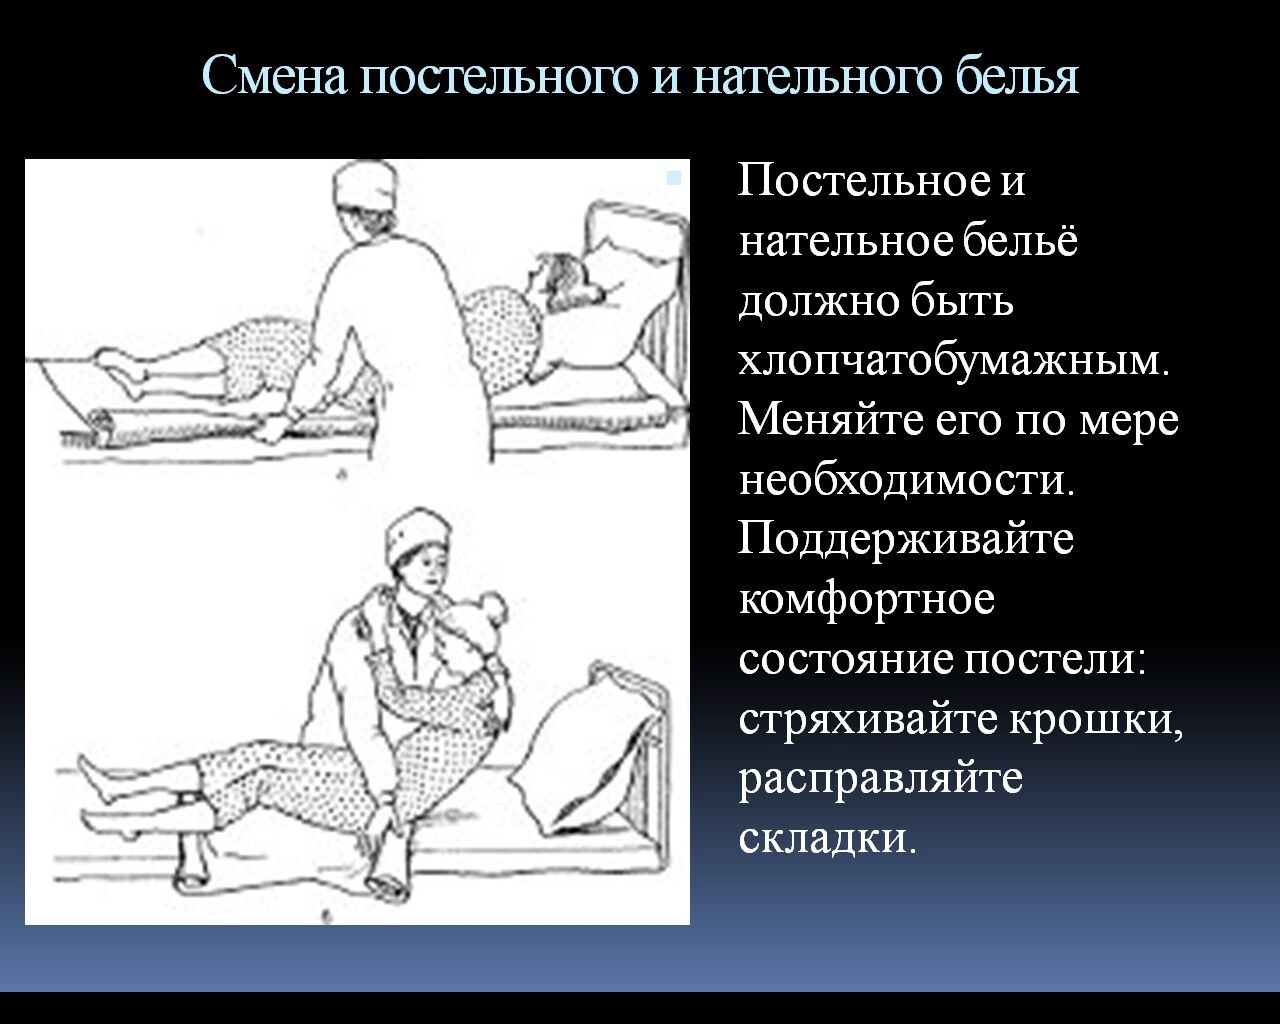 Смена постельного и нательного белья
Постельное и
нательное бельё
должно быть
хлопчатобумажным.
Меняйте его по мере
необходимости.
Поддерживайте
комфортное
состояние постели:
стряхивайте крошки,
расправляйте
складки.
а